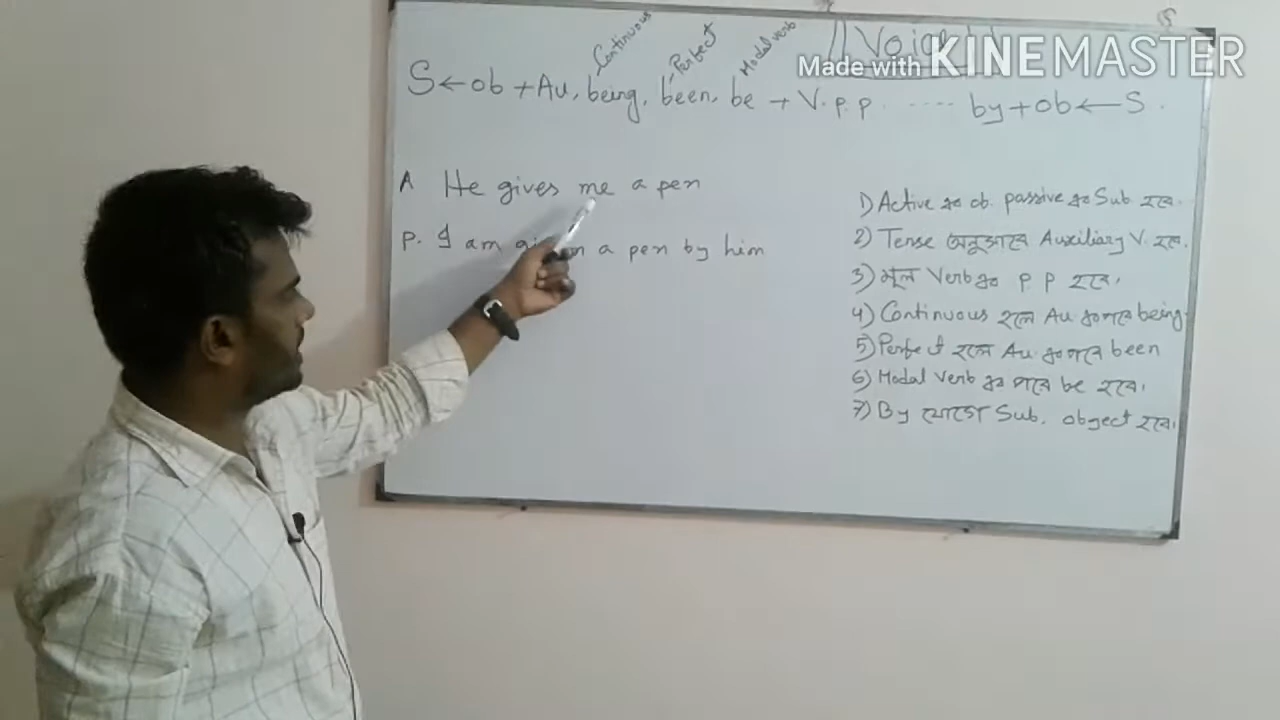 Continuous Perfect Modal verb
// Voice
Made with KINEMASTER
S ← ob + Au, being, been, be + V. p. p ---- by + ob ← S
A He gives me a pen
P. I am given a pen by him
1) Active এর ob. passive এর Sub হবে.
2) Tense অনুসারে Auxiliary V. হবে.
3) মূল Verb এর P. P হবে.
4) Continuous হলে Au এর পরে being.
5) Perfect হলে Au এর পরে been
6) Modal Verb এর পরে be হবে.
7) By যোগে Sub. object হবে.